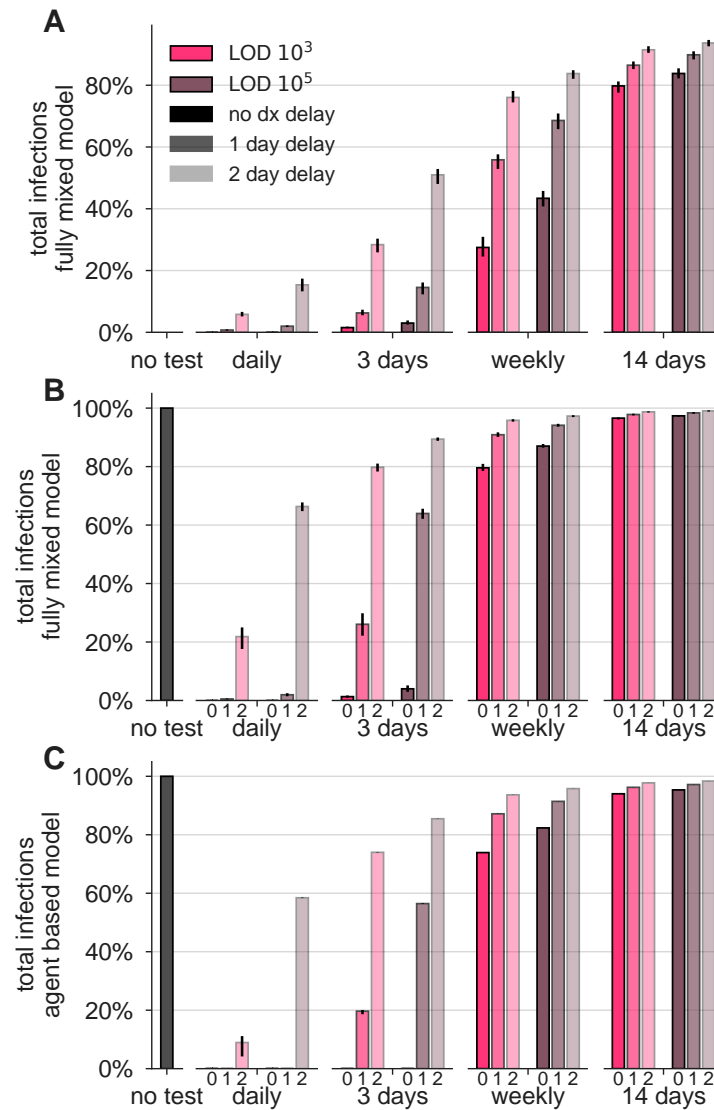 A
LOD 10³
LOD 10⁵
no dx delay
1 day delay
2 day delay
total infections
fully mixed model
80%
60%
40%
20%
0%
no test daily 3 days weekly 14 days
B
total infections
fully mixed model
100%
80%
60%
40%
20%
0%
0 1 2 0 1 2 0 1 2 0 1 2 0 1 2 0 1 2 0 1 2 0 1 2
no test daily 3 days weekly 14 days
C
total infections
agent based model
100%
80%
60%
40%
20%
0%
0 1 2 0 1 2 0 1 2 0 1 2 0 1 2 0 1 2 0 1 2 0 1 2
no test daily 3 days weekly 14 days